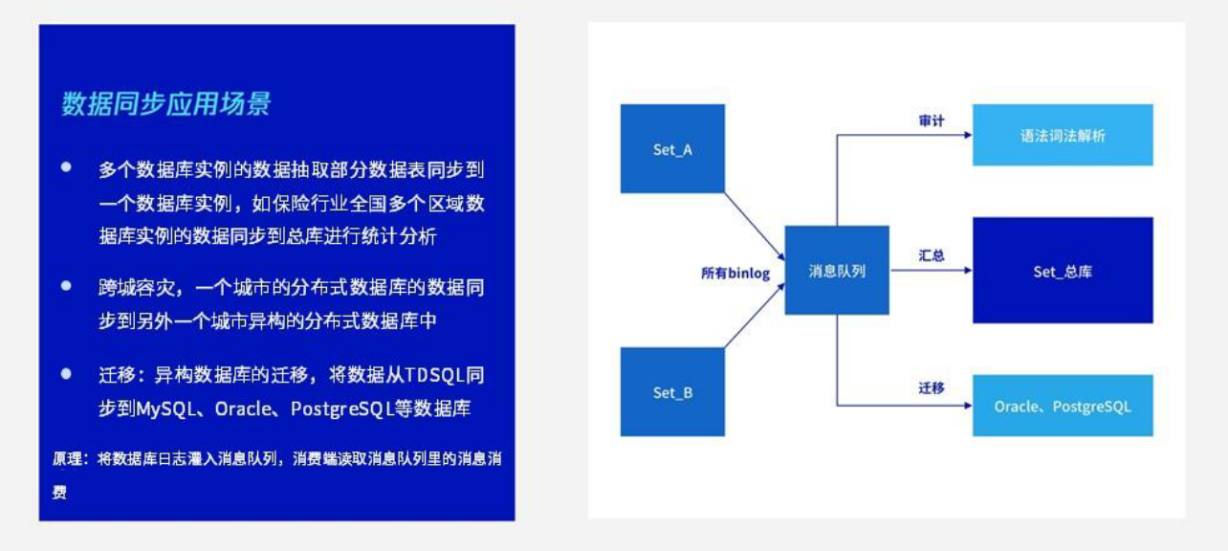 数据同步应用场景
多个数据库实例的数据抽取部分数据表同步到
一个数据库实例，如保险行业全国多个区域数
据库实例的数据同步到总库进行统计分析
跨城容灾，一个城市的分布式数据库的数据同
步到另外一个城市异构的分布式数据库中
迁移：异构数据库的迁移，将数据从TDSQL同
步到MySQL、Oracle、PostgreSQL等数据库
原理：将数据库日志灌入消息队列，消费端读取消息队列里的消息消
费
Set_A
Set_B
所有binlog
消息队列
审计
语法词法解析
汇总
Set_总库
迁移
Oracle、PostgreSQL